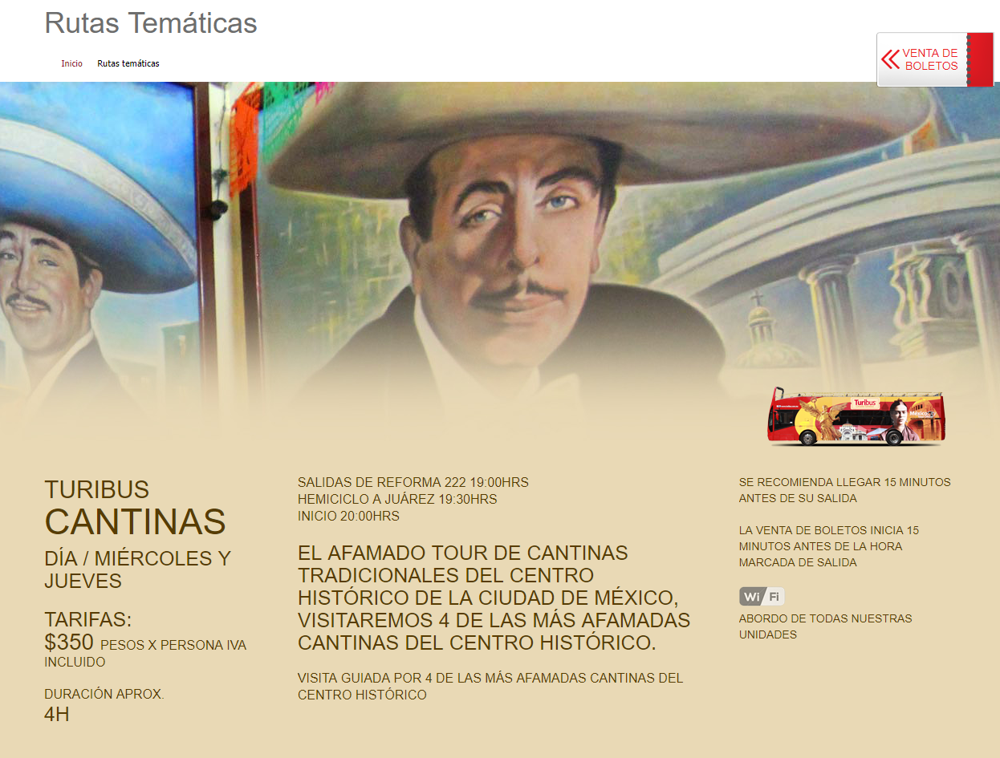 Rutas Temáticas
Inicio
Rutas temáticas
VENTA DE
BOLETOS
Turibus
TURIBUS
CANTINAS
DÍA / MIÉRCOLES Y
JUEVES
TARIFAS:
$350 PESOS X PERSONA IVA
INCLUIDO
DURACIÓN APROX.
4H
SALIDAS DE REFORMA 222 19:00HRS
HEMICICLO A JUÁREZ 19:30HRS
INICIO 20:00HRS
EL AFAMADO TOUR DE CANTINAS
TRADICIONALES DEL CENTRO
HISTÓRICO DE LA CIUDAD DE MÉXICO,
VISITAREMOS 4 DE LAS MÁS AFAMADAS
CANTINAS DEL CENTRO HISTÓRICO.
VISITA GUIADA POR 4 DE LAS MÁS AFAMADAS CANTINAS DEL
CENTRO HISTÓRICO
SE RECOMIENDA LLEGAR 15 MINUTOS
ANTES DE SU SALIDA
LA VENTA DE BOLETOS INICIA 15
MINUTOS ANTES DE LA HORA
MARCADA DE SALIDA
Wi Fi
ABORDO DE TODAS NUESTRAS
UNIDADES